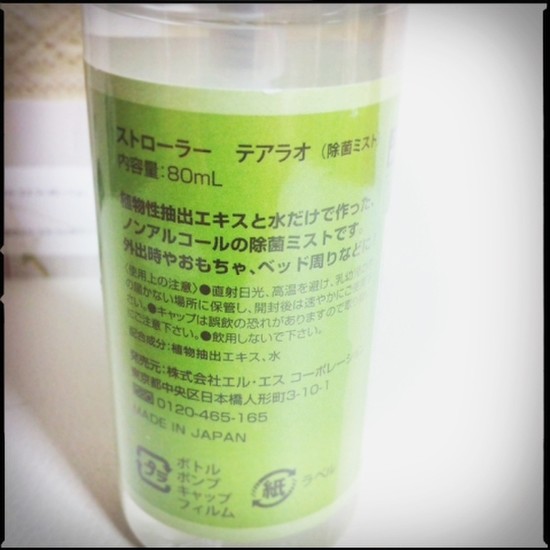 ストローラー テアラオ（除菌ミスト
内容量：80mL
植物性抽出エキスと水だけで作った、
ノンアルコールの除菌ミストです。
外出時やおもちゃ、ベッド周りなどに
〈使用上の注意〉●直射日光、高温を避け、乳幼
の届かない場所に保管し、開封後は速やかにご使
さい。●キャップは誤飲の恐れがありますので
にご注意下さい。●飲用しないで下さい。
配合成分：植物抽出エキス、水
発売元：株式会社エル・エス コーポレーショ
東京都中央区日本橋人形町3-10-1
0120-465-165
MADE IN JAPAN
プラ
ボトル
ポンプ
キャップ
フィルム
紙
ラベル